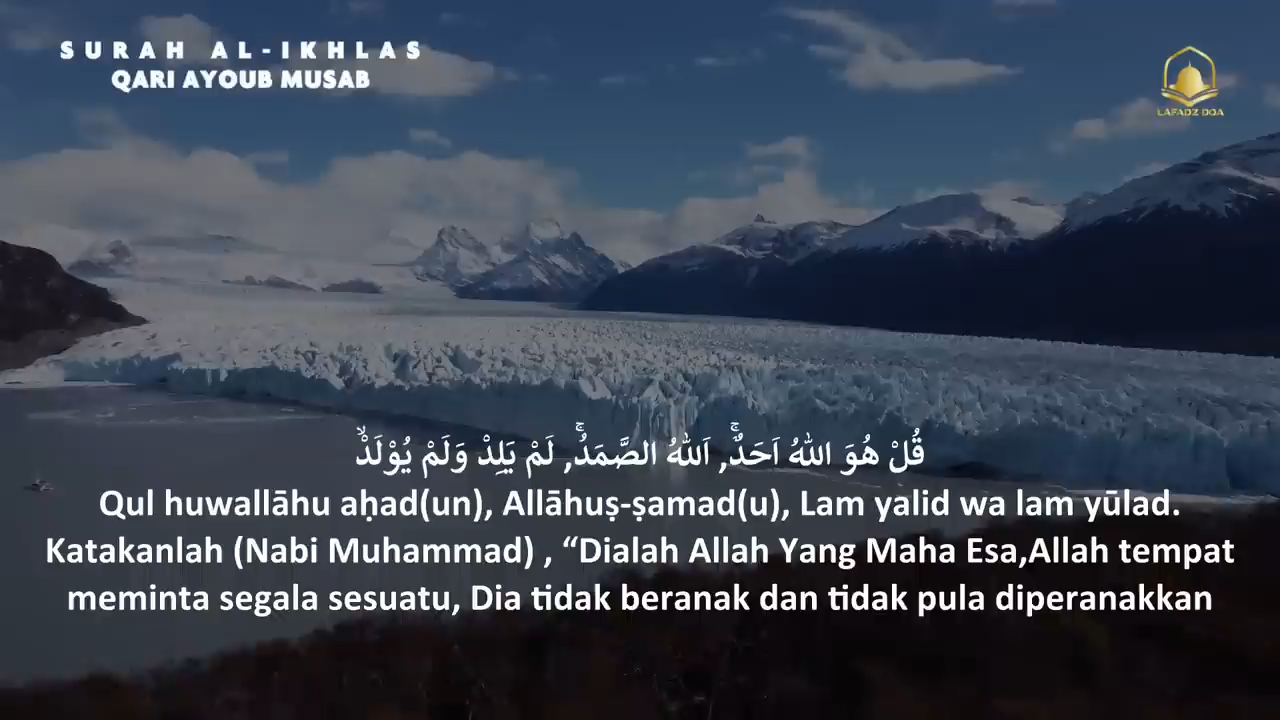 SURAH AL-IKHLAS
QARI AYOUB MUSAB
LAFADZ DOA
قُلْ هُوَ اللّٰهُ اَحَدٌۚ, اَللّٰهُ الصَّمَدُۚ, لَمْ يَلِدْ وَلَمْ يُوْلَدْۙ
Qul huwallāhu aḥad(un), Allāhuṣ-ṣamad(u), Lam yalid wa lam yūlad.
Katakanlah (Nabi Muhammad) , “Dialah Allah Yang Maha Esa,Allah tempat
meminta segala sesuatu, Dia tidak beranak dan tidak pula diperanakkan